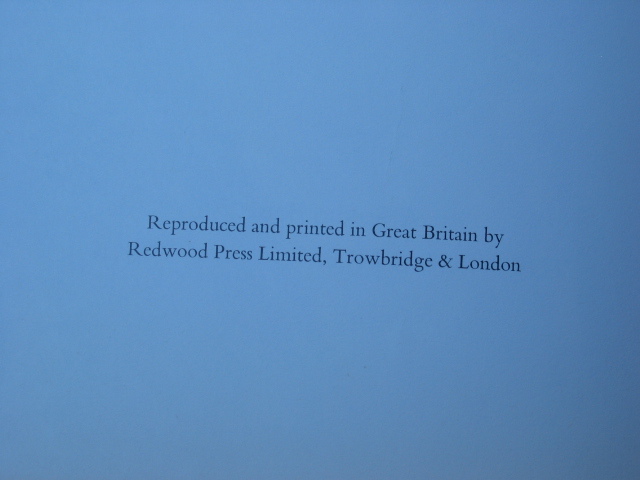 Reproduced and printed in Great Britain by
Redwood Press Limited, Trowbridge & London